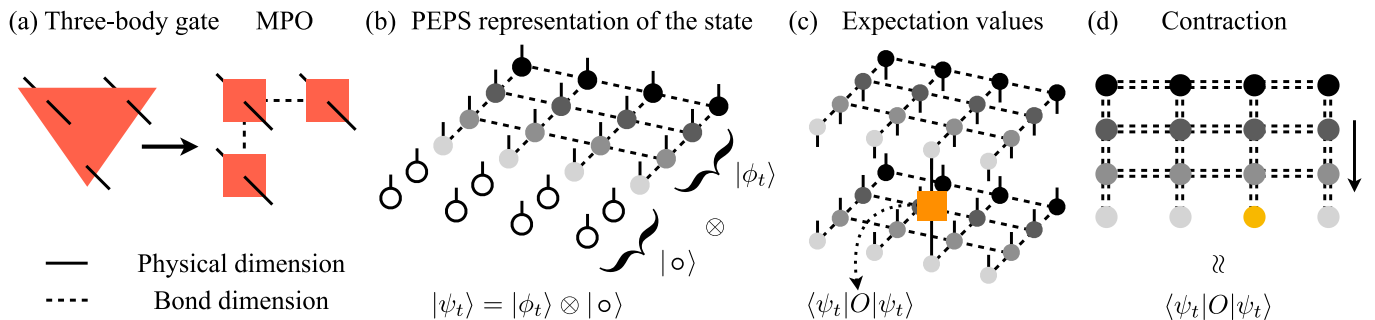 (a) Three-body gate MPO
(b) PEPS representation of the state
(c) Expectation values
(d) Contraction
|ϕ_t⟩
⊗
|∘⟩
Physical dimension
Bond dimension
|ψ_t⟩ = |ϕ_t⟩ ⊗ |∘⟩
⟨ψ_t|O|ψ_t⟩
≈
⟨ψ_t|O|ψ_t⟩